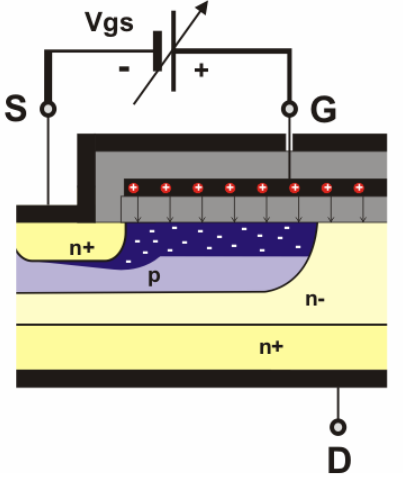 Vgs
- +
S G
+ + + + + + + +
n+
p
n-
n+
D